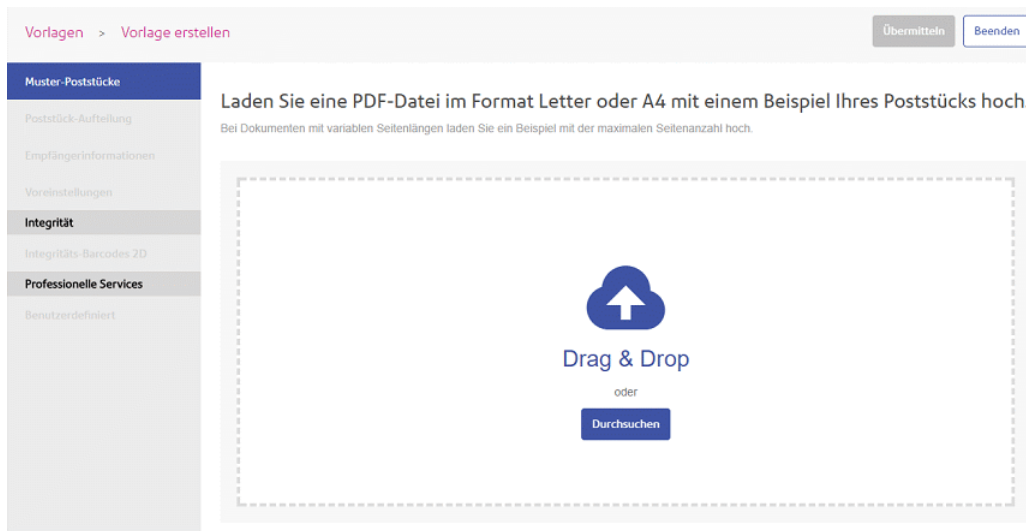 Vorlagen > Vorlage erstellen
Übermitteln
Beenden
Muster-Poststücke
Poststück-Aufteilung
Empfängerinformationen
Voreinstellungen
Integrität
Integritäts-Barcodes 2D
Professionelle Services
Benutzerdefiniert
Laden Sie eine PDF-Datei im Format Letter oder A4 mit einem Beispiel Ihres Poststücks hoch.
Bei Dokumenten mit variablen Seitenlängen laden Sie ein Beispiel mit der maximalen Seitenanzahl hoch.
Drag & Drop
oder
Durchsuchen